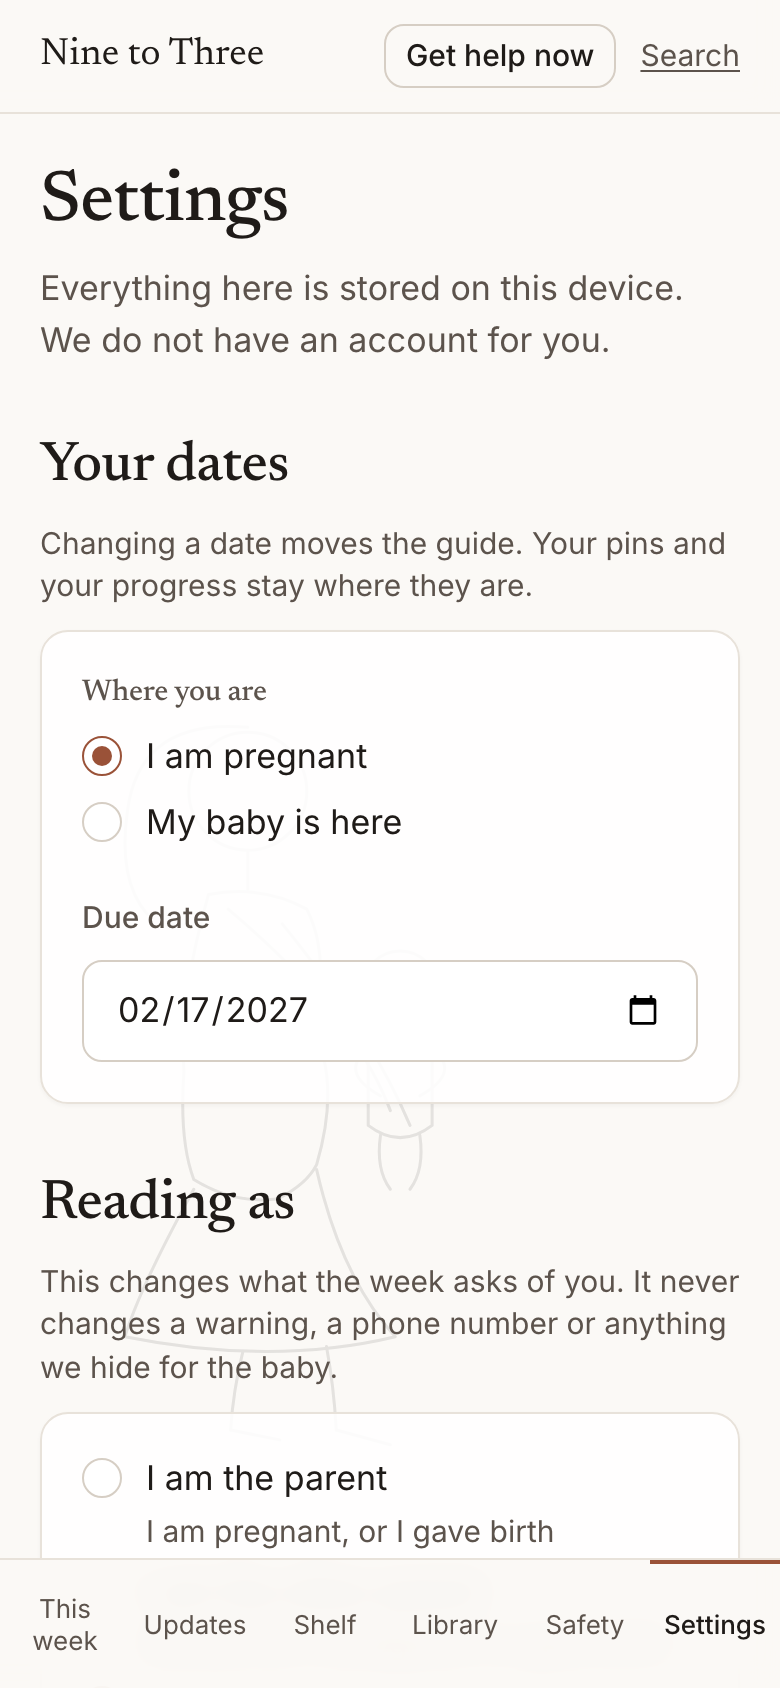 Nine to Three
Get help now
Search
Settings
Everything here is stored on this device.
We do not have an account for you.
Your dates
Changing a date moves the guide. Your pins and
your progress stay where they are.
Where you are
I am pregnant
My baby is here
Due date
02/17/2027
Reading as
This changes what the week asks of you. It never
changes a warning, a phone number or anything
we hide for the baby.
I am the parent
I am pregnant, or I gave birth
This
week
Updates
Shelf
Library
Safety
Settings